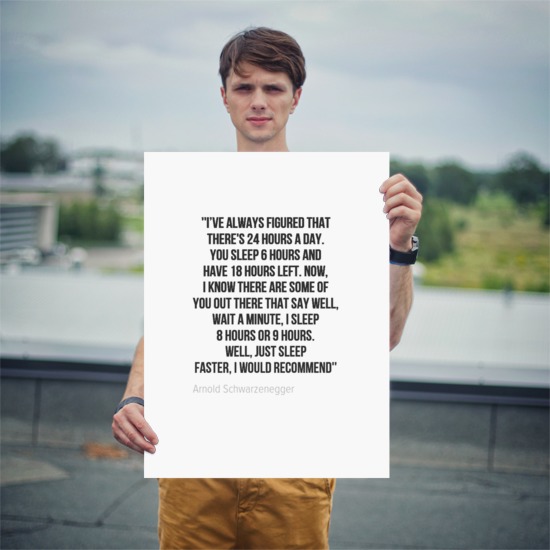 "I'VE ALWAYS FIGURED THAT
THERE'S 24 HOURS A DAY.
YOU SLEEP 6 HOURS AND
HAVE 18 HOURS LEFT. NOW,
I KNOW THERE ARE SOME OF
YOU OUT THERE THAT SAY WELL,
WAIT A MINUTE, I SLEEP
8 HOURS OR 9 HOURS.
WELL, JUST SLEEP
FASTER, I WOULD RECOMMEND"
Arnold Schwarzenegger